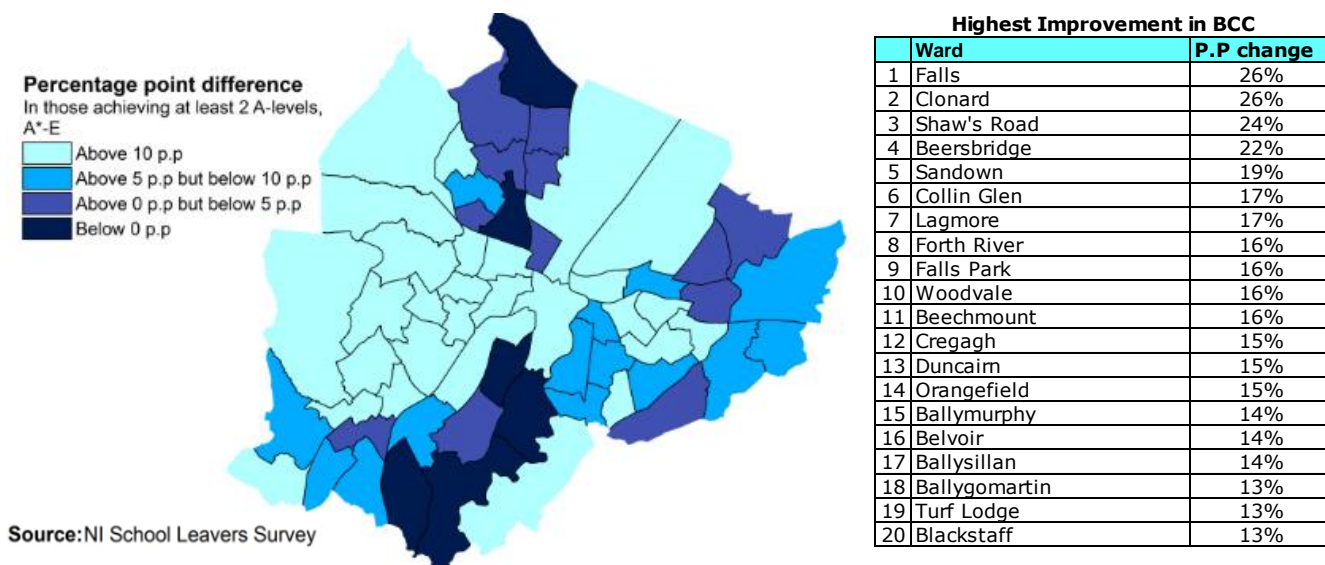 Percentage point difference
In those achieving at least 2 A-levels,
A*-E
Above 10 p.p
Above 5 p.p but below 10 p.p
Above 0 p.p but below 5 p.p
Below 0 p.p
Source:NI School Leavers Survey
Highest Improvement in BCC
Ward P.P change
1 Falls 26%
2 Clonard 26%
3 Shaw's Road 24%
4 Beersbridge 22%
5 Sandown 19%
6 Collin Glen 17%
7 Lagmore 17%
8 Forth River 16%
9 Falls Park 16%
10 Woodvale 16%
11 Beechmount 16%
12 Cregagh 15%
13 Duncairn 15%
14 Orangefield 15%
15 Ballymurphy 14%
16 Belvoir 14%
17 Ballysillan 14%
18 Ballygomartin 13%
19 Turf Lodge 13%
20 Blackstaff 13%